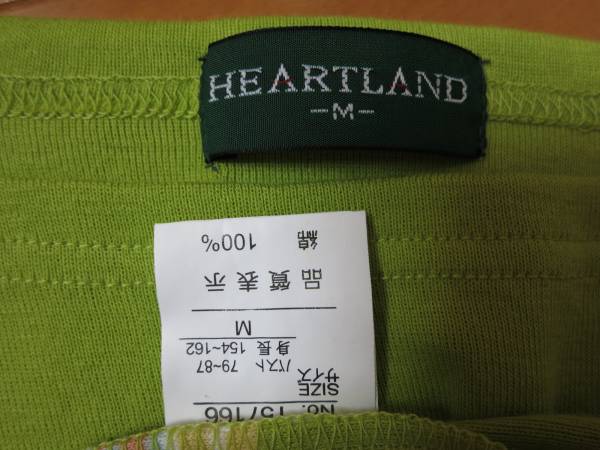 HEARTLAND
-M-
No. 157166
SIZE
サイズ
バスト 79~87
身長 154~162
M
品質表示
綿 100%